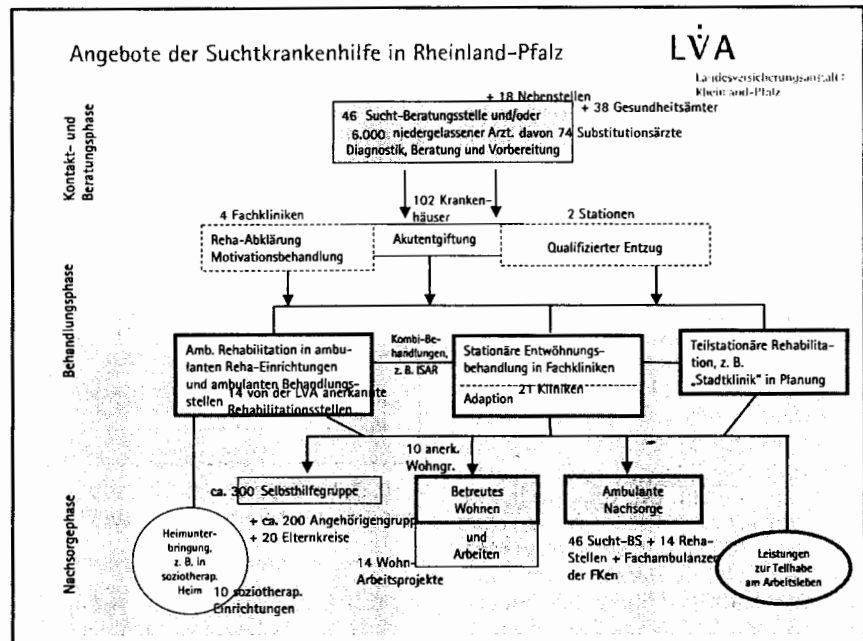 Angebote der Suchtkrankenhilfe in Rheinland-Pfalz
LVA
Landesversicherungsanstalt
Rheinland-Pfalz
Kontakt- und
Beratungsphase
+ 18 Nebenstellen
+ 38 Gesundheitsämter
46 Sucht-Beratungsstelle und/oder
6.000 niedergelassener Arzt. davon 74 Substitutionsärzte
Diagnostik, Beratung und Vorbereitung
Behandlungsphase
4 Fachkliniken
102 Kranken-
häuser
2 Stationen
Reha-Abklärung
Motivationsbehandlung
Akutentgiftung
Qualifizierter Entzug
Amb. Rehabilitation in ambu-
lanten Reha-Einrichtungen
und ambulanten Behandlungs-
stellen
14 von der LVA anerkannte
Rehabilitationsstellen
Kombi-Be-
handlungen,
z. B. ISAR
Stationäre Entwöhnungs-
behandlung in Fachkliniken
21 Kliniken
Adaption
Teilstationäre Rehabilita-
tion, z. B.
„Stadtklinik" in Planung
Nachsorgephase
ca. 300 Selbsthilfegruppe
+ ca. 200 Angehörigengrupp
+ 20 Elternkreise
10 anerk.
Wohngr.
Betreutes
Wohnen
und
Arbeiten
14 Wohn-
Arbeitsprojekte
Ambulante
Nachsorge
46 Sucht-BS + 14 Reha-
Stellen + Fachambulanzen
der FKen
Heimunter-
bringung,
z. B. in
soziotherap.
Heim
10 soziotherap.
Einrichtungen
Leistungen
zur Teilhabe
am Arbeitsleben